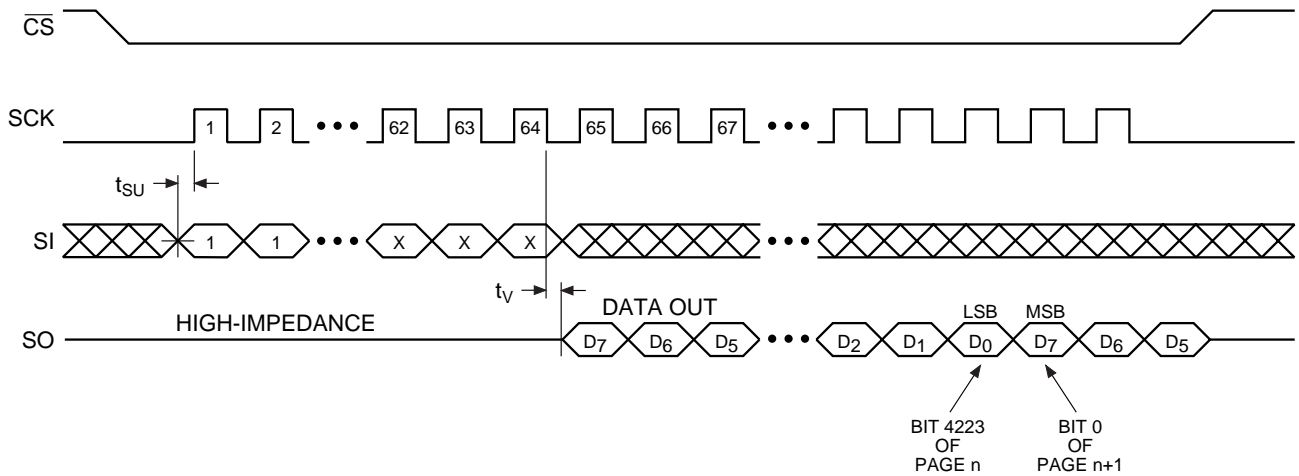 CS
SCK 1 2 ••• 62 63 64 65 66 67 •••
tSU
SI 1 1 ••• X X X •••
tV
HIGH-IMPEDANCE DATA OUT LSB MSB
SO D7 D6 D5 ••• D2 D1 D0 D7 D6 D5
BIT 4223
OF
PAGE n
BIT 0
OF
PAGE n+1